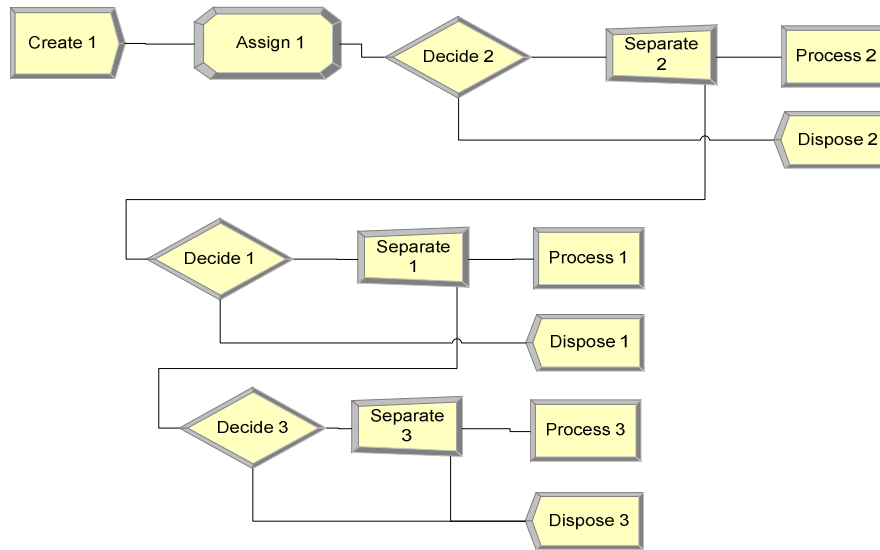 Create 1
Assign 1
Decide 2
Separate
2
Process 2
Dispose 2
Decide 1
Separate
1
Process 1
Dispose 1
Decide 3
Separate
3
Process 3
Dispose 3